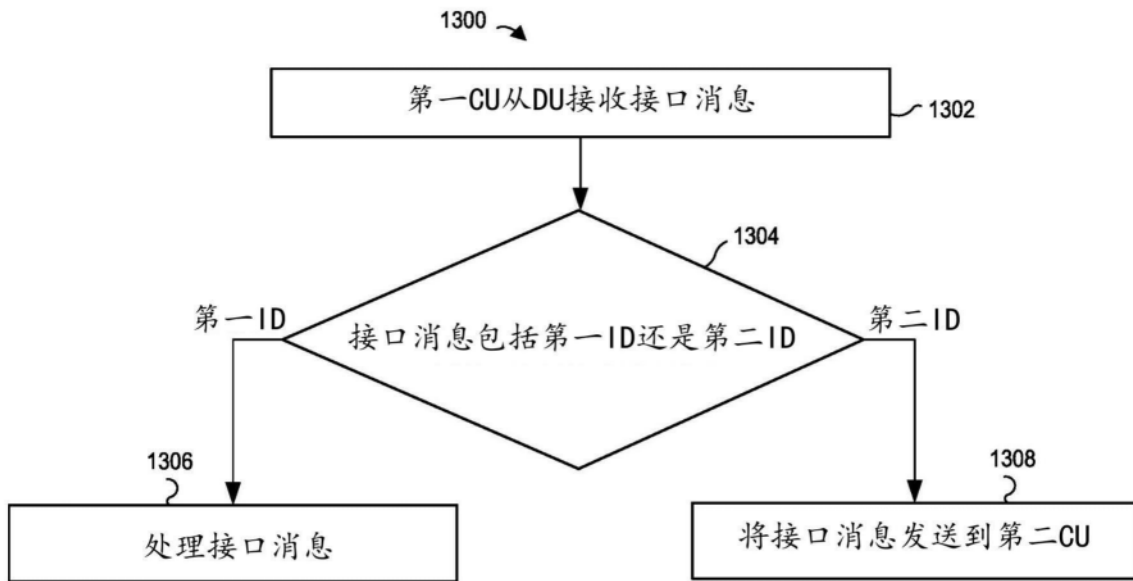 1300
第一CU从DU接收接口消息
1302
1304
第一ID
接口消息包括第一ID还是第二ID
第二ID
1306
1308
处理接口消息
将接口消息发送到第二CU